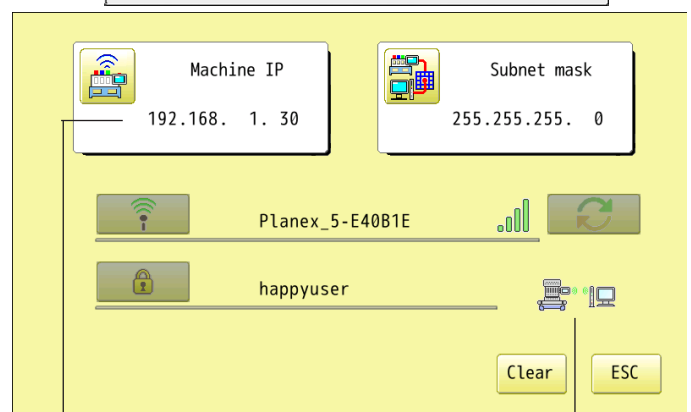 Machine IP
192.168.  1. 30
Subnet mask
255.255.255.  0
Planex_5-E40B1E
happyuser
Clear
ESC